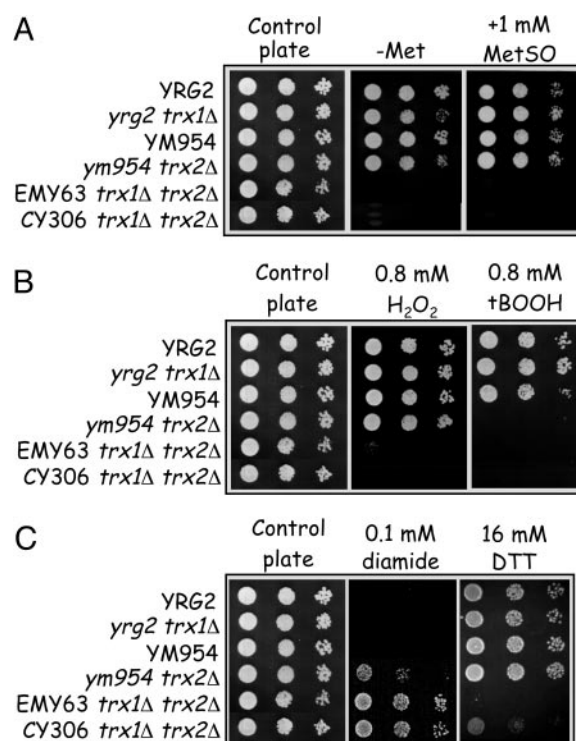 A
Control
plate
-Met
+1 mM
MetSO
YRG2
yrg2 trx1Δ
YM954
ym954 trx2Δ
EMY63 trx1Δ trx2Δ
CY306 trx1Δ trx2Δ
B
Control
plate
0.8 mM
H₂O₂
0.8 mM
tBOOH
YRG2
yrg2 trx1Δ
YM954
ym954 trx2Δ
EMY63 trx1Δ trx2Δ
CY306 trx1Δ trx2Δ
C
Control
plate
0.1 mM
diamide
16 mM
DTT
YRG2
yrg2 trx1Δ
YM954
ym954 trx2Δ
EMY63 trx1Δ trx2Δ
CY306 trx1Δ trx2Δ